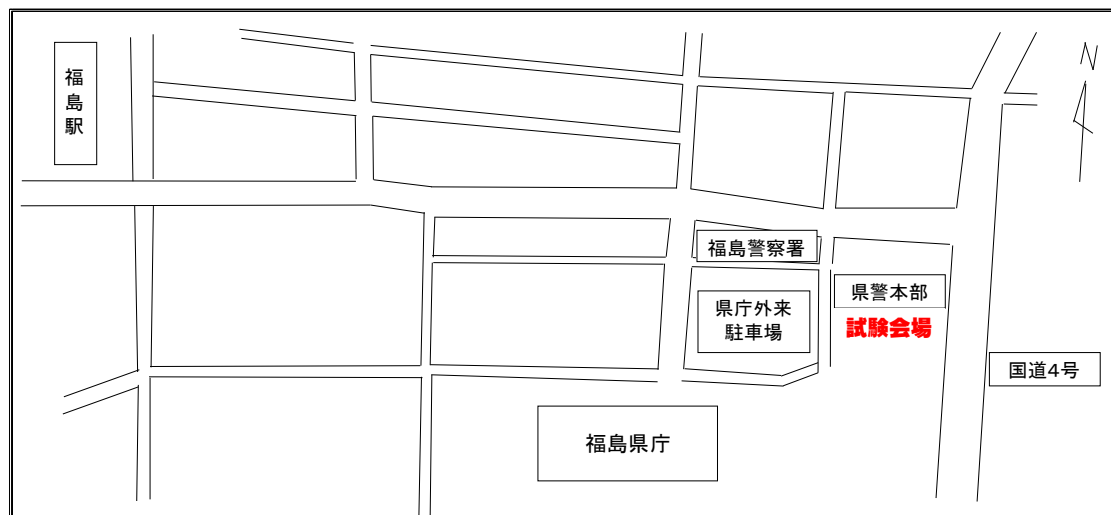 福島駅
N
福島警察署
県警本部
試験会場
県庁外来
駐車場
国道4号
福島県庁